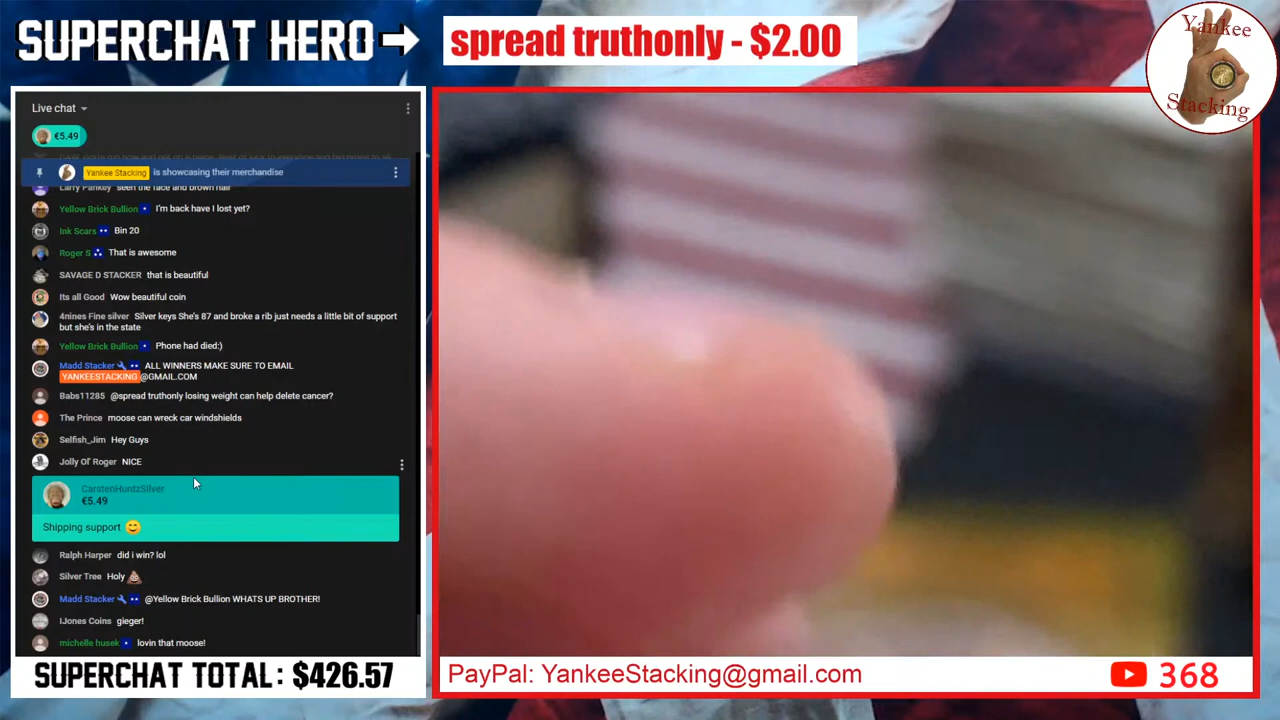 SUPERCHAT HERO
spread truthonly - $2.00
Yankee
Stacking
Live chat
€5.49
Yankee Stacking is showcasing their merchandise
Larry Pankey seen the face and brown hair
Yellow Brick Bullion I'm back have I lost yet?
Ink Scars Bin 20
Roger S That is awesome
SAVAGE D STACKER that is beautiful
Its all Good Wow beautiful coin
4nines Fine silver Silver keys She's 87 and broke a rib just needs a little bit of support
but she's in the state
Yellow Brick Bullion Phone had died:)
Madd Stacker ALL WINNERS MAKE SURE TO EMAIL
YANKEESTACKING@GMAIL.COM
Babs11285 @spread truthonly losing weight can help delete cancer?
The Prince moose can wreck car windshields
Selfish_Jim Hey Guys
Jolly Ol' Roger NICE
CarstenHuntzSilver
€5.49
Shipping support 😊
Ralph Harper did i win? lol
Silver Tree Holy 💩
Madd Stacker @Yellow Brick Bullion WHATS UP BROTHER!
IJones Coins gieger!
michelle husek lovin that moose!
SUPERCHAT TOTAL: $426.57
PayPal: YankeeStacking@gmail.com
368